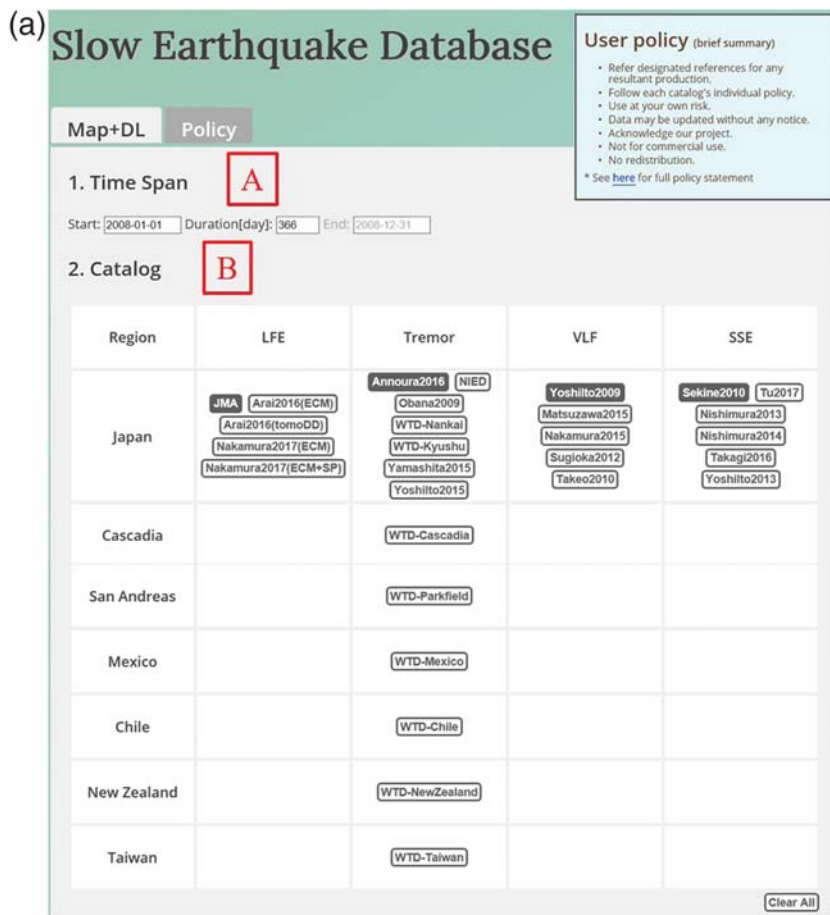 (a)
Slow Earthquake Database
User policy (brief summary)
• Refer designated references for any
resultant production.
• Follow each catalog's individual policy.
• Use at your own risk.
• Data may be updated without any notice.
• Acknowledge our project.
• Not for commercial use.
• No redistribution.
* See here for full policy statement
Map+DL Policy
1. Time Span A
Start: 2008-01-01 Duration[day]: 366 End: 2008-12-31
2. Catalog B
Region LFE Tremor VLF SSE
Japan
JMA Arai2016(ECM)
Arai2016(tomoDD)
Nakamura2017(ECM)
Nakamura2017(ECM+SP)
Annoura2016 NIED
Obana2009
WTD-Nankai
WTD-Kyushu
Yamashita2015
YoshiIto2015
YoshiIto2009
Matsuzawa2015
Nakamura2015
Sugioka2012
Takeo2010
Sekine2010 Tu2017
Nishimura2013
Nishimura2014
Takagi2016
YoshiIto2013
Cascadia WTD-Cascadia
San Andreas WTD-Parkfield
Mexico WTD-Mexico
Chile WTD-Chile
New Zealand WTD-NewZealand
Taiwan WTD-Taiwan
Clear All